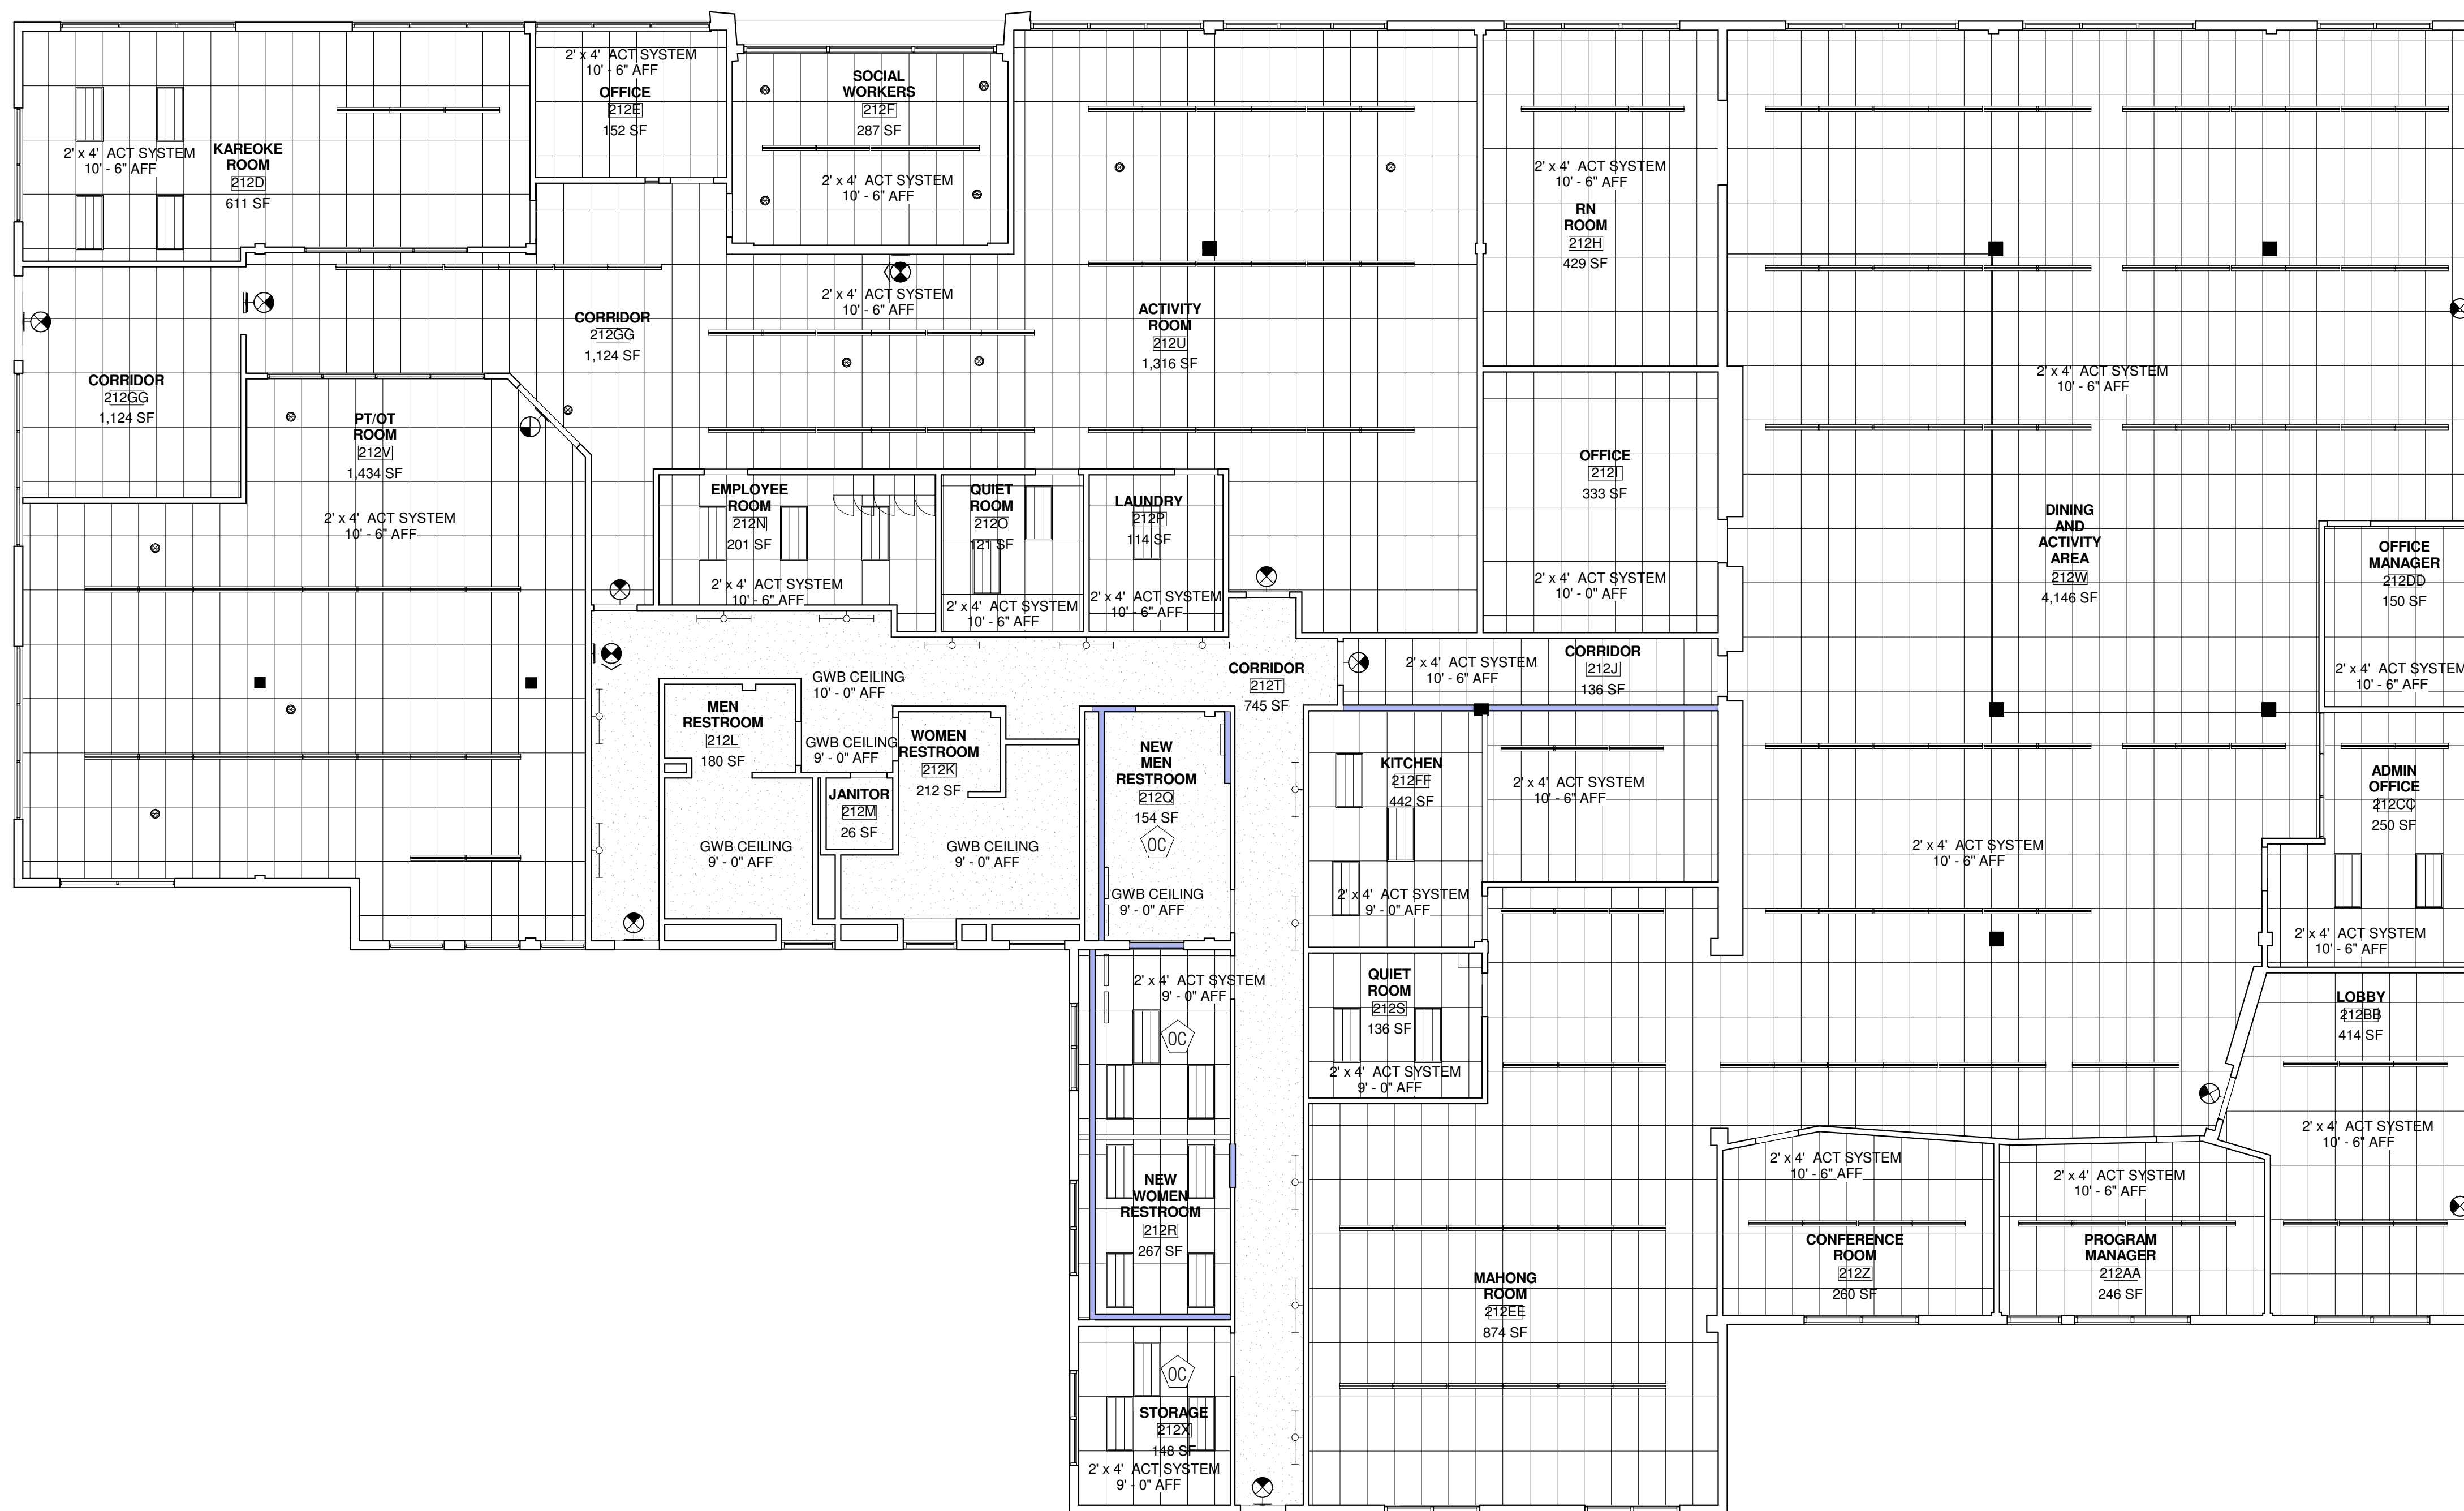 2' x 4' ACT SYSTEM
10' - 6" AFF
KAREOKE
ROOM
212D
611 SF
2' x 4' ACT SYSTEM
10' - 6" AFF
OFFICE
212E
152 SF
SOCIAL
WORKERS
212F
287 SF
2' x 4' ACT SYSTEM
10' - 6" AFF
2' x 4' ACT SYSTEM
10' - 6" AFF
RN
ROOM
212H
429 SF
CORRIDOR
212GG
1,124 SF
CORRIDOR
212GG
1,124 SF
2' x 4' ACT SYSTEM
10' - 6" AFF
ACTIVITY
ROOM
212U
1,316 SF
PT/OT
ROOM
212V
1,434 SF
2' x 4' ACT SYSTEM
10' - 6" AFF
EMPLOYEE
ROOM
212N
201 SF
2' x 4' ACT SYSTEM
10' - 6" AFF
QUIET
ROOM
212O
121 SF
2' x 4' ACT SYSTEM
10' - 6" AFF
LAUNDRY
212P
114 SF
2' x 4' ACT SYSTEM
10' - 6" AFF
OFFICE
212I
333 SF
2' x 4' ACT SYSTEM
10' - 0" AFF
2' x 4' ACT SYSTEM
10' - 6" AFF
DINING
AND
ACTIVITY
AREA
212W
4,146 SF
OFFICE
MANAGER
212DD
150 SF
2' x 4' ACT SYSTEM
10' - 6" AFF
GWB CEILING
10' - 0" AFF
CORRIDOR
212T
745 SF
2' x 4' ACT SYSTEM
10' - 6" AFF
CORRIDOR
212J
136 SF
MEN
RESTROOM
212L
180 SF
GWB CEILING
9' - 0" AFF
WOMEN
RESTROOM
212K
212 SF
JANITOR
212M
26 SF
GWB CEILING
9' - 0" AFF
GWB CEILING
9' - 0" AFF
NEW
MEN
RESTROOM
212Q
154 SF
OC
GWB CEILING
9' - 0" AFF
KITCHEN
212FF
442 SF
2' x 4' ACT SYSTEM
9' - 0" AFF
2' x 4' ACT SYSTEM
10' - 6" AFF
2' x 4' ACT SYSTEM
10' - 6" AFF
ADMIN
OFFICE
212CC
250 SF
2' x 4' ACT SYSTEM
10' - 6" AFF
2' x 4' ACT SYSTEM
9' - 0" AFF
OC
QUIET
ROOM
212S
136 SF
2' x 4' ACT SYSTEM
9' - 0" AFF
LOBBY
212BB
414 SF
2' x 4' ACT SYSTEM
10' - 6" AFF
NEW
WOMEN
RESTROOM
212R
267 SF
2' x 4' ACT SYSTEM
10' - 6" AFF
CONFERENCE
ROOM
212Z
260 SF
2' x 4' ACT SYSTEM
10' - 6" AFF
PROGRAM
MANAGER
212AA
246 SF
MAHONG
ROOM
212EE
874 SF
OC
STORAGE
212X
148 SF
2' x 4' ACT SYSTEM
9' - 0" AFF